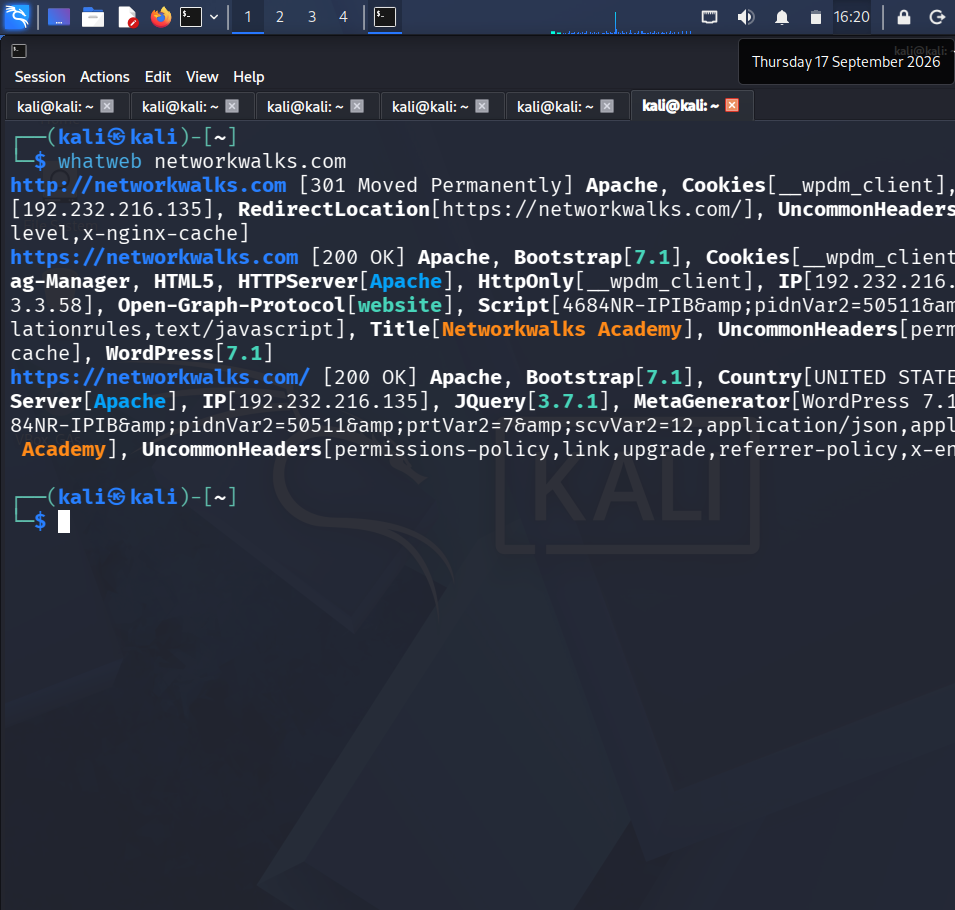 1 2 3 4 16:20
Thursday 17 September 2026
Session Actions Edit View Help
kali@kali: ~ kali@kali: ~ kali@kali: ~ kali@kali: ~ kali@kali: ~ kali@kali: ~
┌──(kali㉿kali)-[~]
└─$ whatweb networkwalks.com
http://networkwalks.com [301 Moved Permanently] Apache, Cookies[__wpdm_client],
[192.232.216.135], RedirectLocation[https://networkwalks.com/], UncommonHeaders
level,x-nginx-cache]
https://networkwalks.com [200 OK] Apache, Bootstrap[7.1], Cookies[__wpdm_client
ag-Manager, HTML5, HTTPServer[Apache], HttpOnly[__wpdm_client], IP[192.232.216.
3.3.58], Open-Graph-Protocol[website], Script[4684NR-IPIB&amp;pidnVar2=50511&am
lationrules,text/javascript], Title[Networkwalks Academy], UncommonHeaders[perm
cache], WordPress[7.1]
https://networkwalks.com/ [200 OK] Apache, Bootstrap[7.1], Country[UNITED STATE
Server[Apache], IP[192.232.216.135], JQuery[3.7.1], MetaGenerator[WordPress 7.1
84NR-IPIB&amp;pidnVar2=50511&amp;prtVar2=7&amp;scvVar2=12,application/json,appl
Academy], UncommonHeaders[permissions-policy,link,upgrade,referrer-policy,x-en
┌──(kali㉿kali)-[~]
└─$
KALI